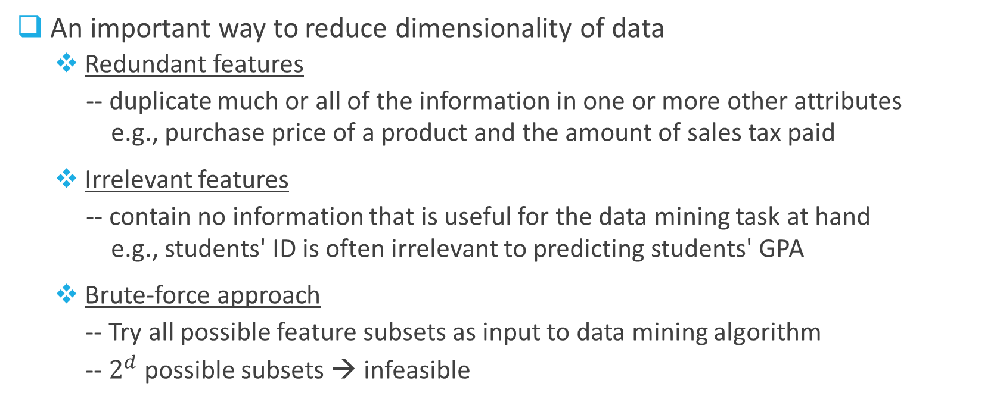 An important way to reduce dimensionality of data
Redundant features
-- duplicate much or all of the information in one or more other attributes
e.g., purchase price of a product and the amount of sales tax paid
Irrelevant features
-- contain no information that is useful for the data mining task at hand
e.g., students' ID is often irrelevant to predicting students' GPA
Brute-force approach
-- Try all possible feature subsets as input to data mining algorithm
-- 2^d possible subsets → infeasible